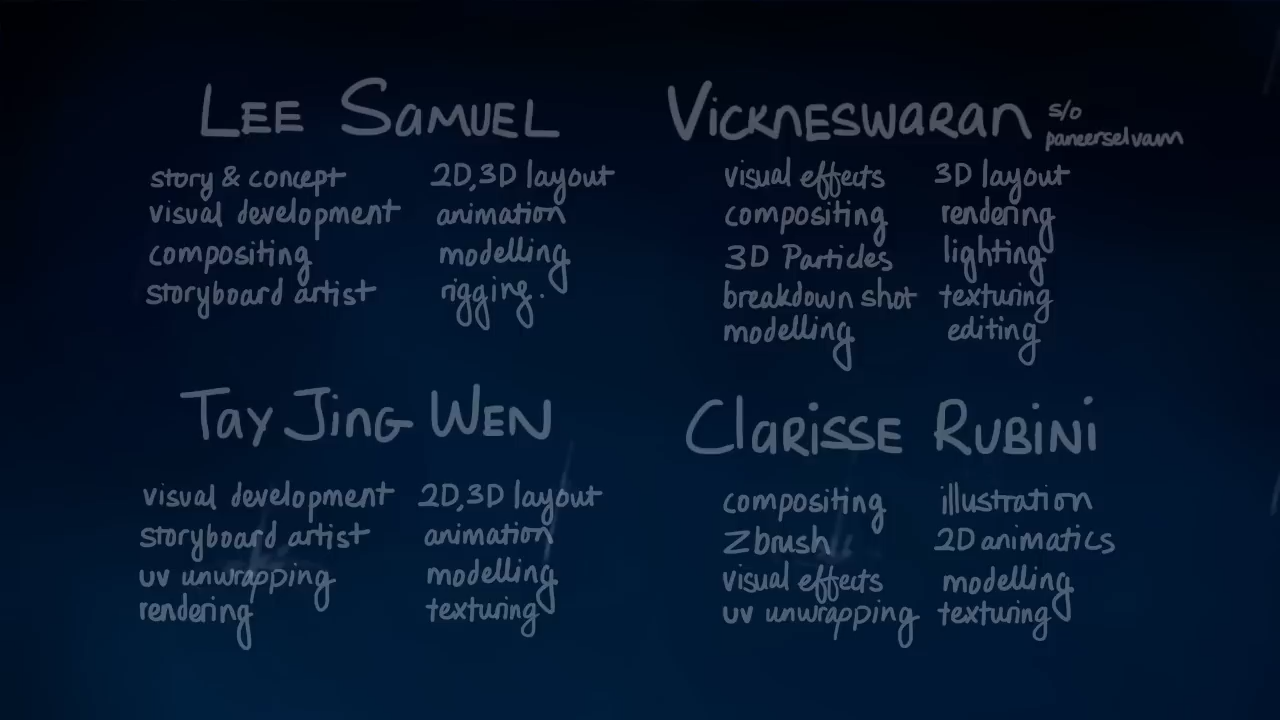 LEE SAMUEL
story & concept
visual development
compositing
storyboard artist
2D,3D layout
animation
modelling
rigging.
VICKNESWARAN s/o
paneerselvam
visual effects
compositing
3D Particles
breakdown shot
modelling
3D layout
rendering
lighting
texturing
editing
TAY JING WEN
visual development
storyboard artist
uv unwrapping
rendering
2D,3D layout
animation
modelling
texturing
CLARISSE RUBINI
compositing
Zbrush
visual effects
uv unwrapping
illustration
2D animatics
modelling
texturing